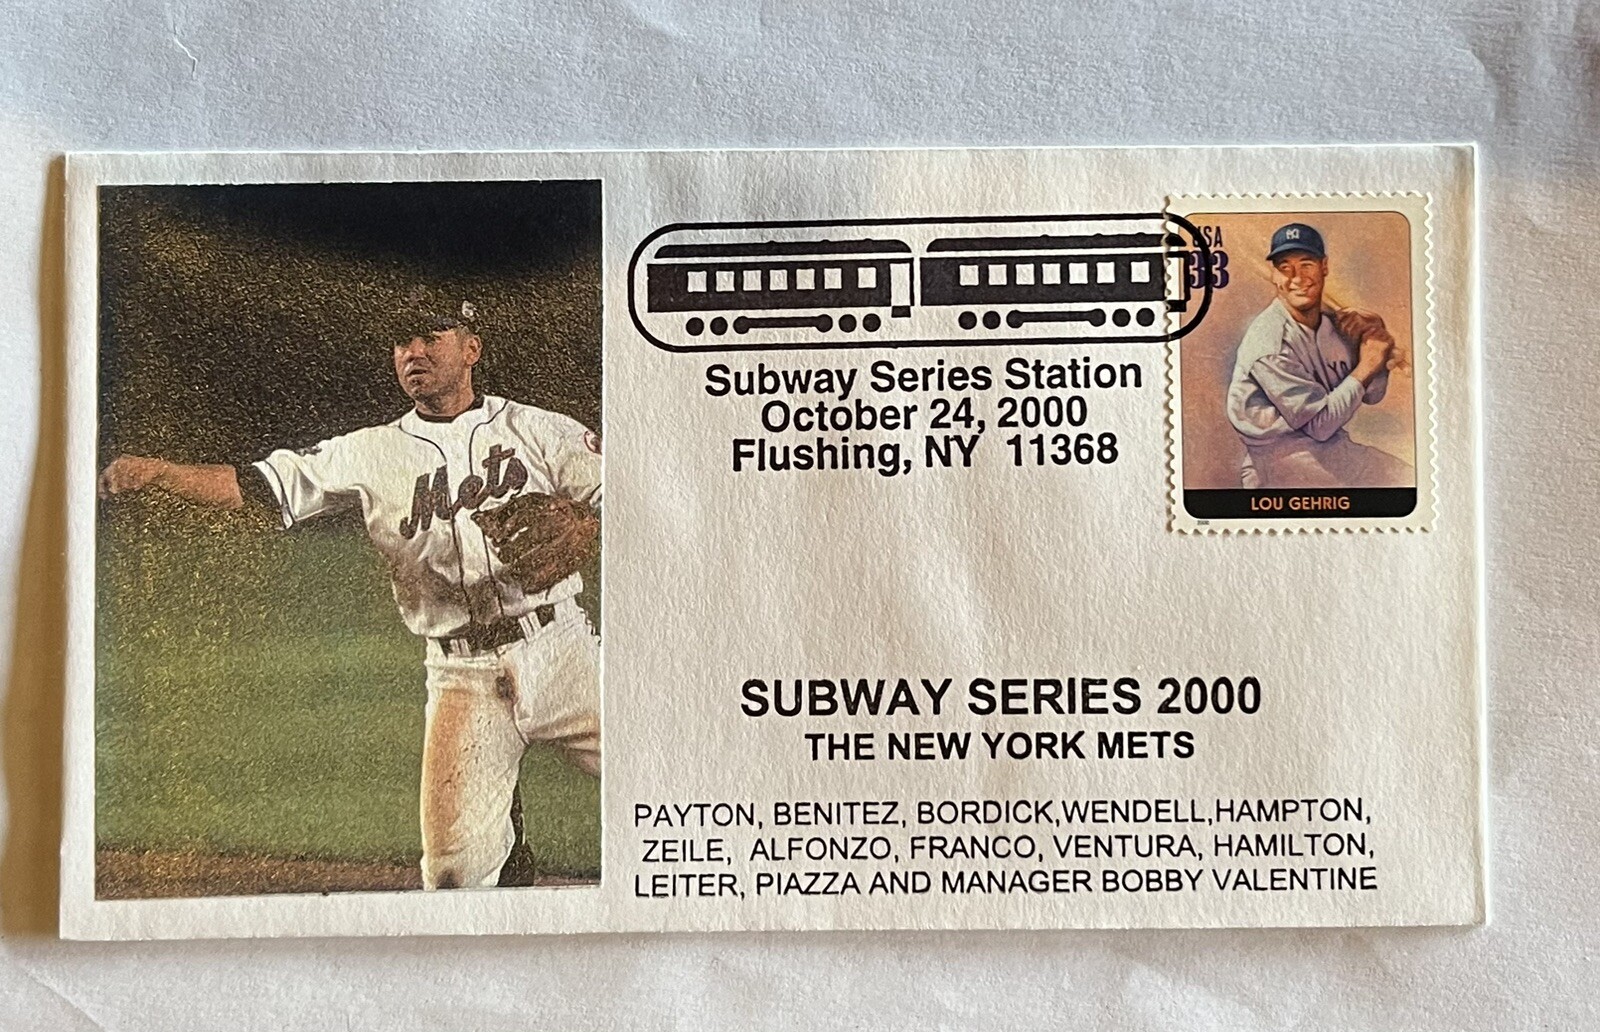 Mets
USA
33
YO
LOU GEHRIG
Subway Series Station
October 24, 2000
Flushing, NY 11368
SUBWAY SERIES 2000
THE NEW YORK METS
PAYTON, BENITEZ, BORDICK,WENDELL,HAMPTON,
ZEILE, ALFONZO, FRANCO, VENTURA, HAMILTON,
LEITER, PIAZZA AND MANAGER BOBBY VALENTINE